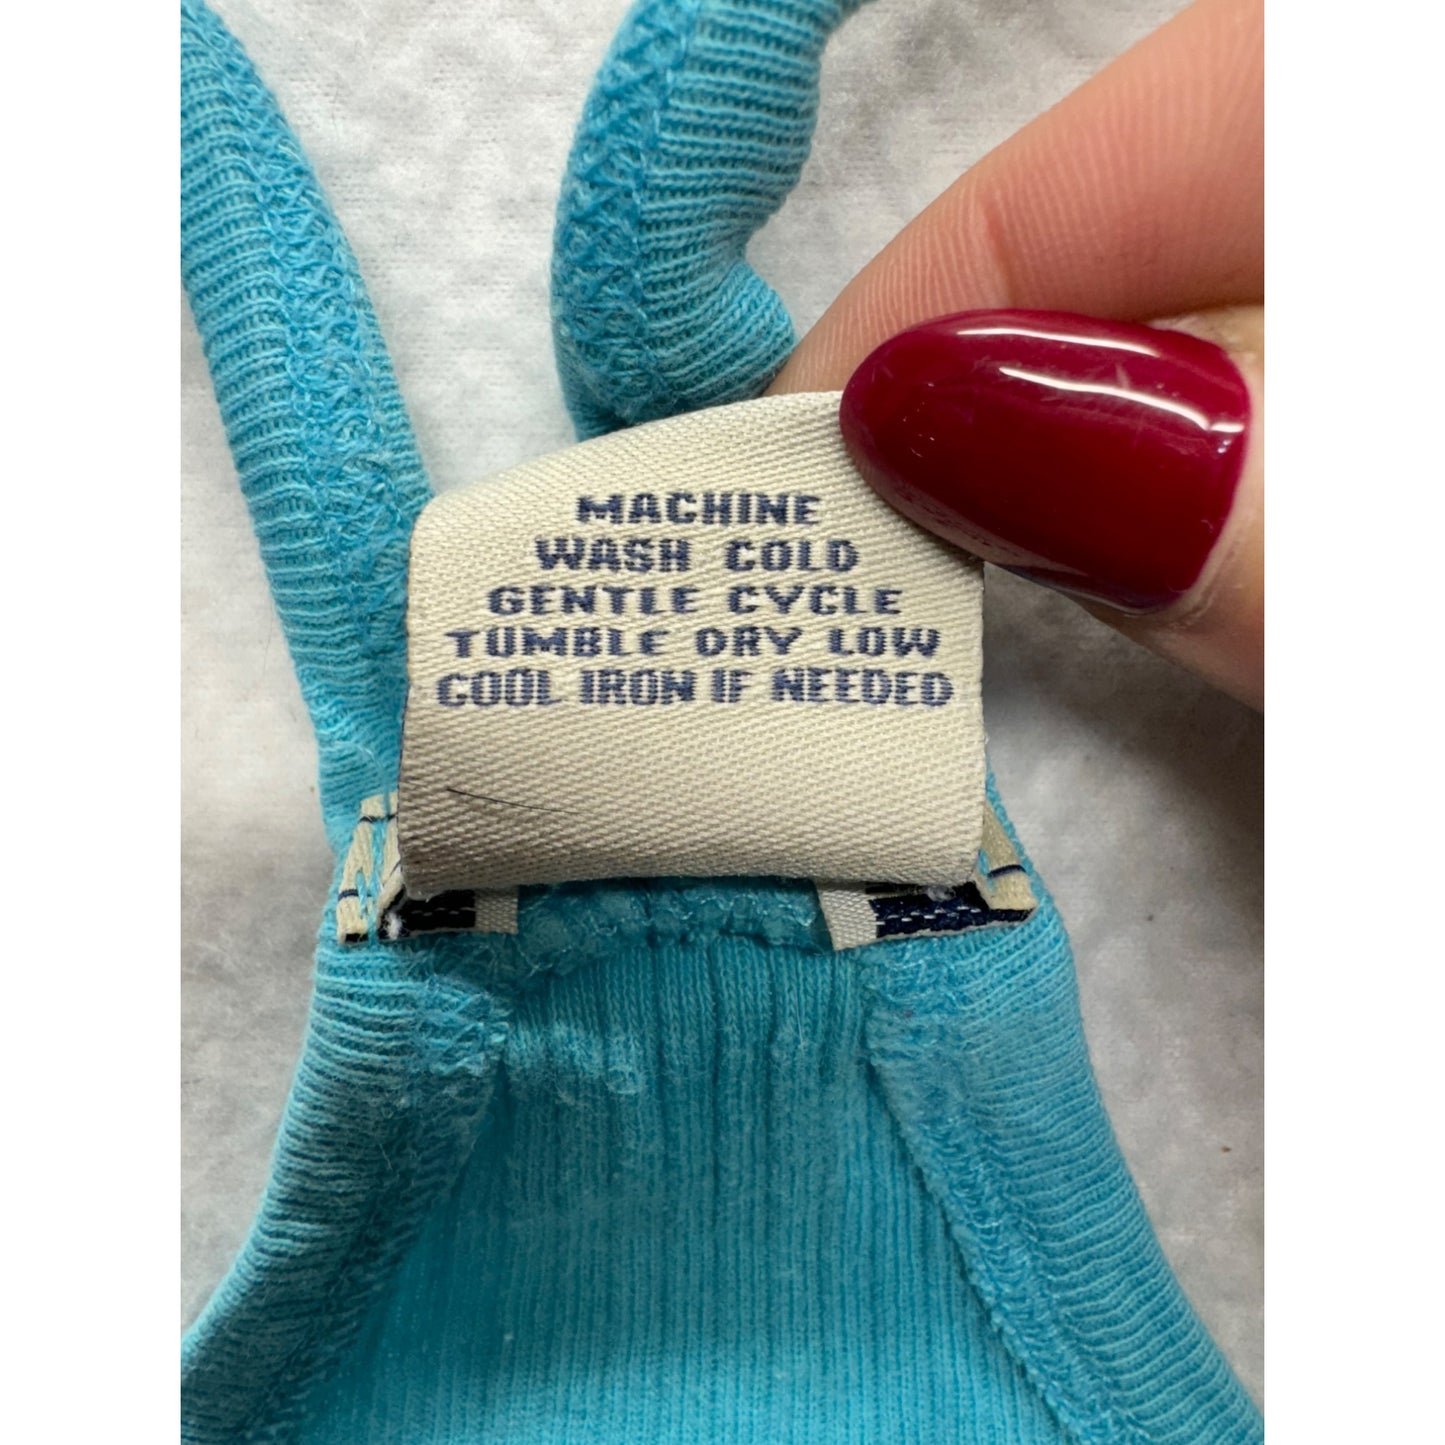 MACHINE
WASH COLD
GENTLE CYCLE
TUMBLE DRY LOW
COOL IRON IF NEEDED